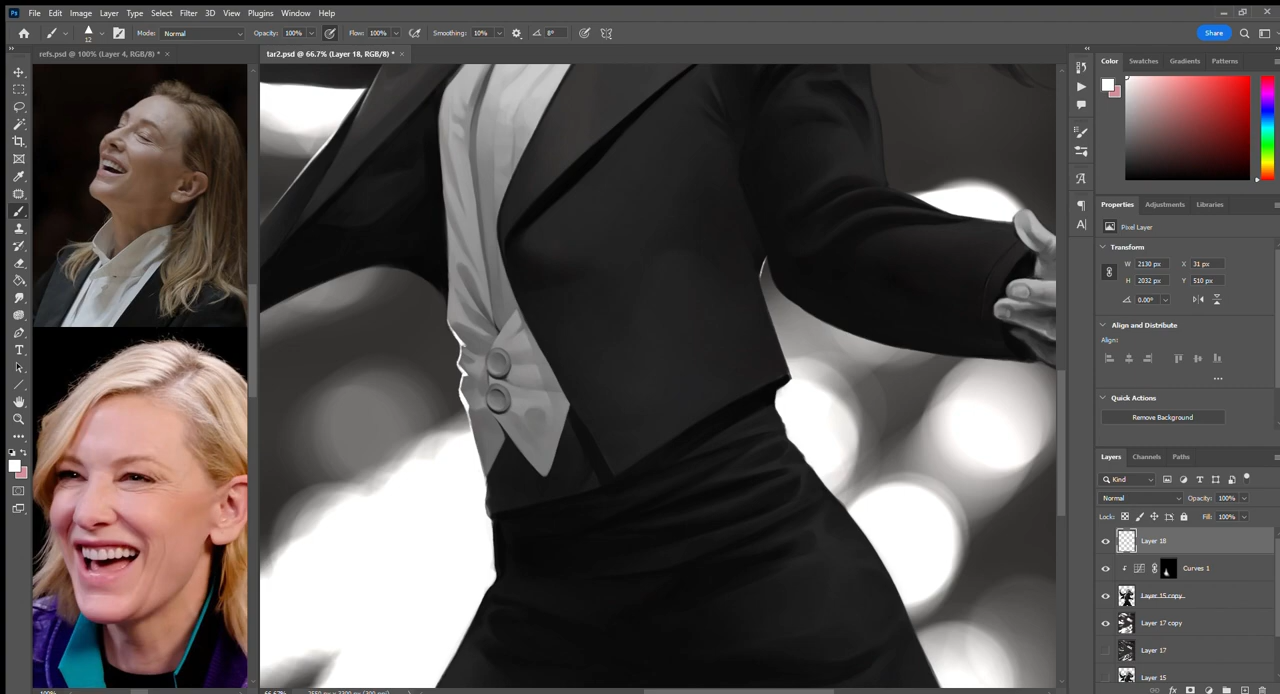 Ps File Edit Image Layer Type Select Filter 3D View Plugins Window Help
12 Mode: Normal Opacity: 100% Flow: 100% Smoothing: 10% 0° Share
refs.psd @ 100% (Layer 4, RGB/8) * × tar2.psd @ 66.7% (Layer 18, RGB/8) * ×
Color Swatches Gradients Patterns
Properties Adjustments Libraries
Pixel Layer
Transform
W 2130 px X 31 px
H 2032 px Y 510 px
0.00°
Align and Distribute
Align:
Quick Actions
Remove Background
Layers Channels Paths
Kind
Normal Opacity: 100%
Lock: Fill: 100%
Layer 18
Curves 1
Layer 15 copy
Layer 17 copy
Layer 17
Layer 15